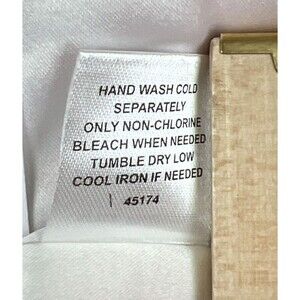 HAND WASH COLD
SEPARATELY
ONLY NON-CHLORINE
BLEACH WHEN NEEDED
TUMBLE DRY LOW
COOL IRON IF NEEDED
| 45174